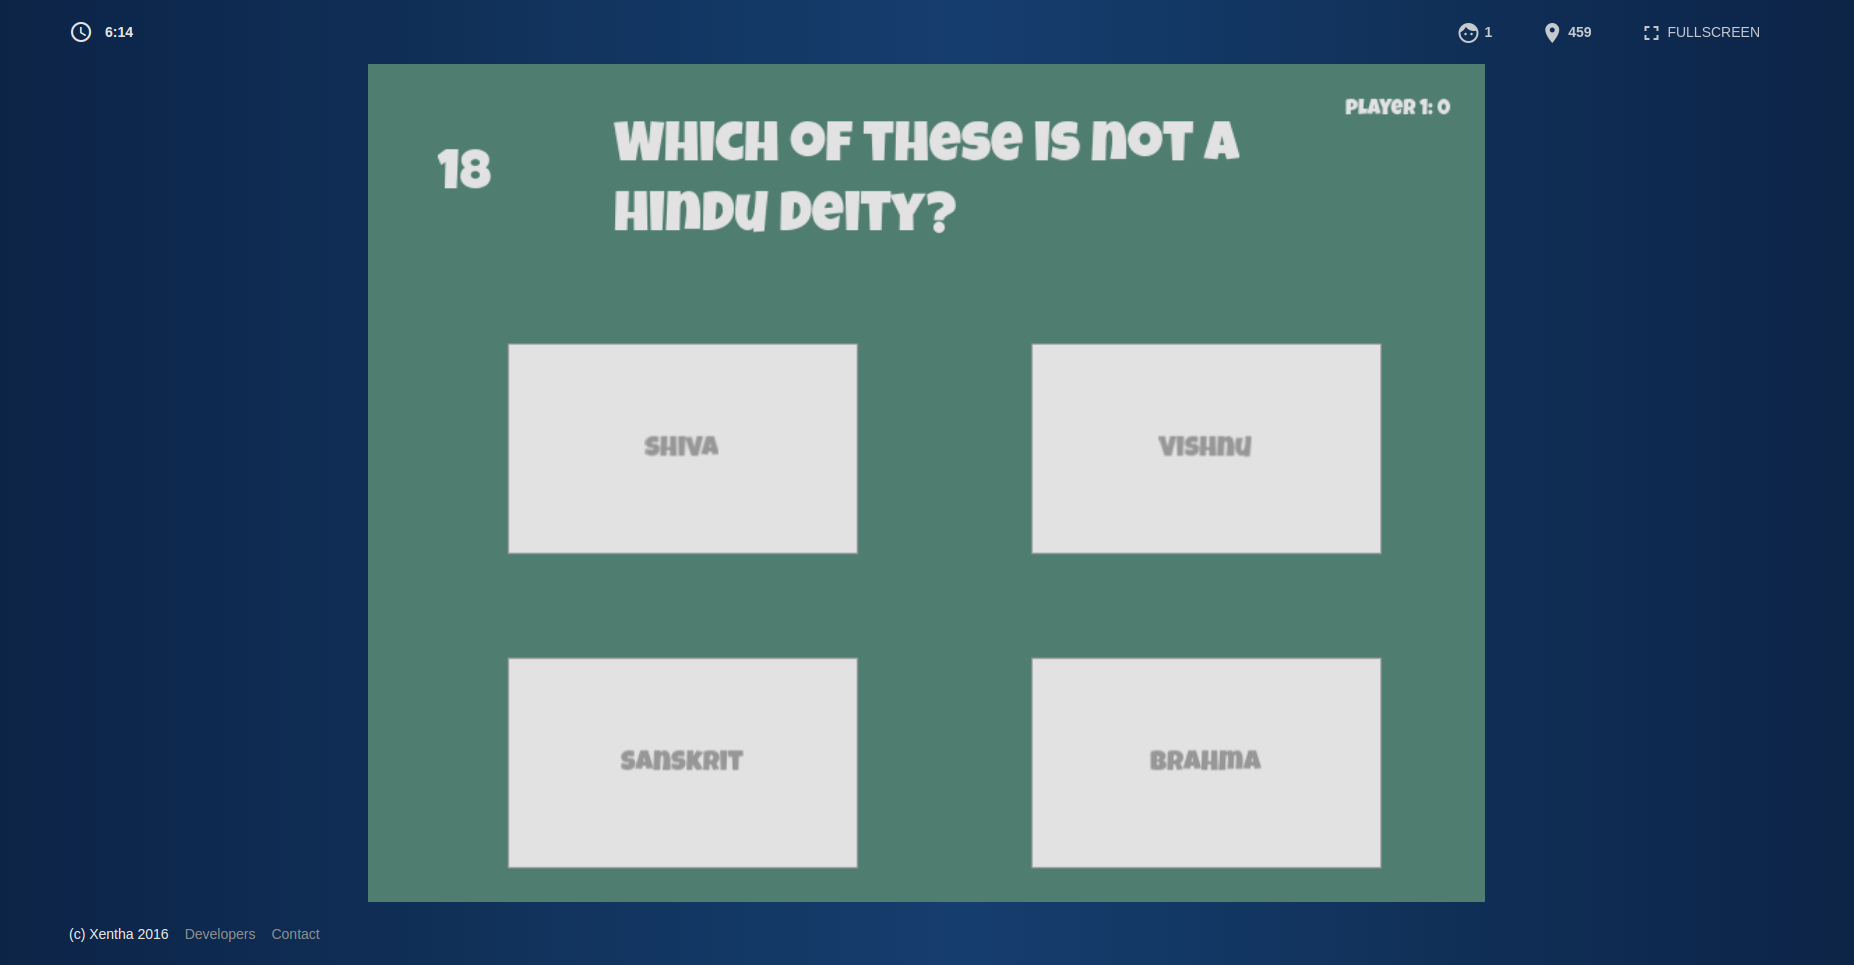 6:14
1
459
FULLSCREEN
PLAYER 1: 0
18
WHICH OF THESE IS NOT A
HINDU DEITY?
SHIVA
VISHNU
SANSKRIT
BRAHMA
(c) Xentha 2016
Developers
Contact